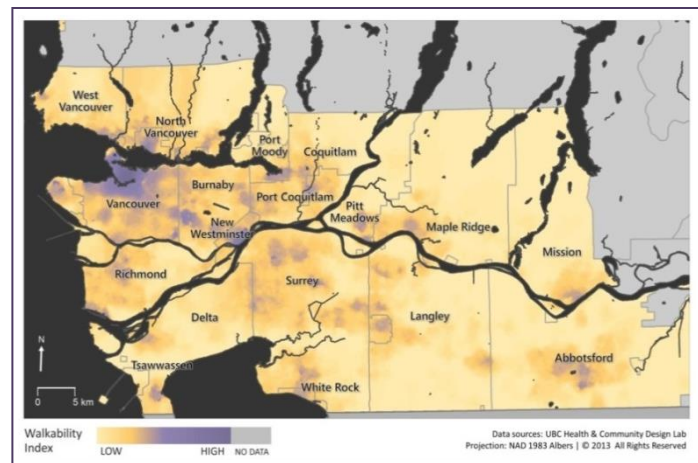 West
Vancouver
North
Vancouver
Port
Moody
Coquitlam
Burnaby
Vancouver
Port Coquitlam
New
Westminster
Pitt
Meadows
Maple Ridge
Mission
Richmond
Surrey
Delta
Langley
Tsawwassen
Abbotsford
White Rock
N
0 5 km
Walkability
Index
LOW HIGH NO DATA
Data sources: UBC Health & Community Design Lab
Projection: NAD 1983 Albers | © 2013 All Rights Reserved